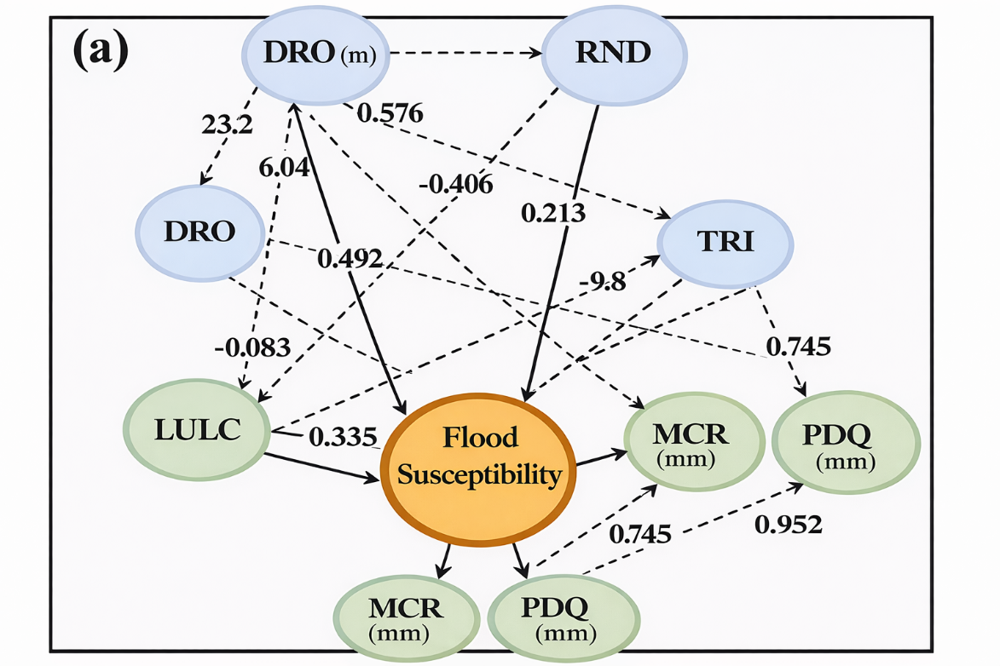 (a)
DRO (m)
RND
0.576
23.2
6.04
-0.406
0.213
DRO
TRI
0.492
-9.8
-0.083
0.745
LULC
0.335
Flood
Susceptibility
MCR
(mm)
PDQ
(mm)
0.745
0.952
MCR
(mm)
PDQ
(mm)